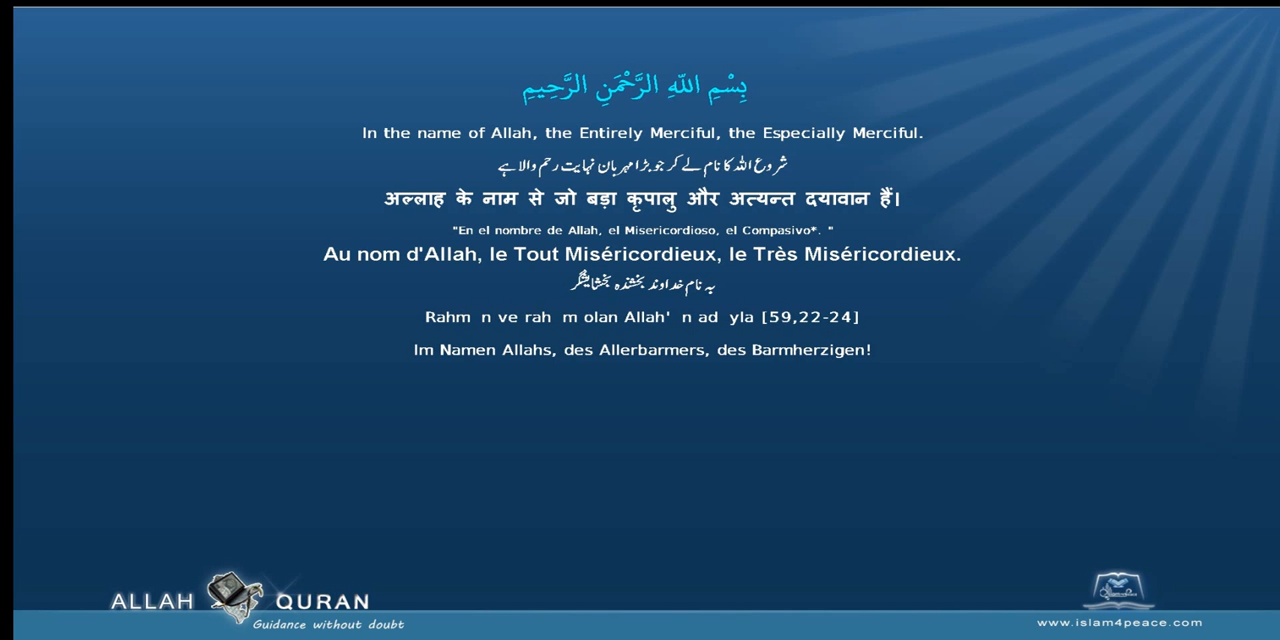 بِسْمِ اللَّهِ الرَّحْمَنِ الرَّحِيمِ
In the name of Allah, the Entirely Merciful, the Especially Merciful.
شروع الله کا نام لے کر جو بڑا مہربان نہایت رحم والا ہے
अल्लाह के नाम से जो बड़ा कृपालु और अत्यन्त दयावान हैं।
"En el nombre de Allah, el Misericordioso, el Compasivo*. "
Au nom d'Allah, le Tout Miséricordieux, le Très Miséricordieux.
به نام خداوند بخشنده بخشایشگر
Rahm n ve rah m olan Allah' n ad yla [59,22-24]
Im Namen Allahs, des Allerbarmers, des Barmherzigen!
ALLAH QURAN
Guidance without doubt
www.islam4peace.com